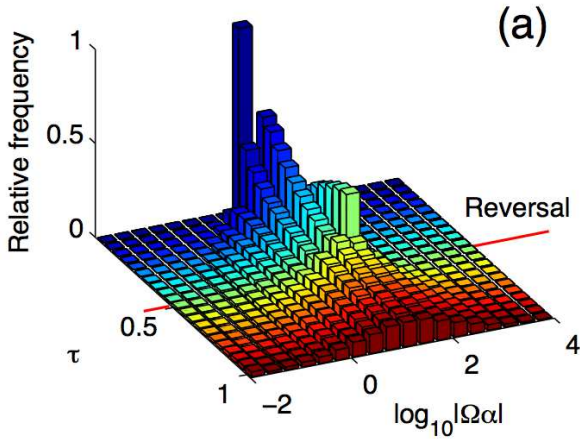 (a)
Relative frequency
1
0.5
0
Reversal
0.5
τ
1
−2
0
2
4
log10|Ωα|